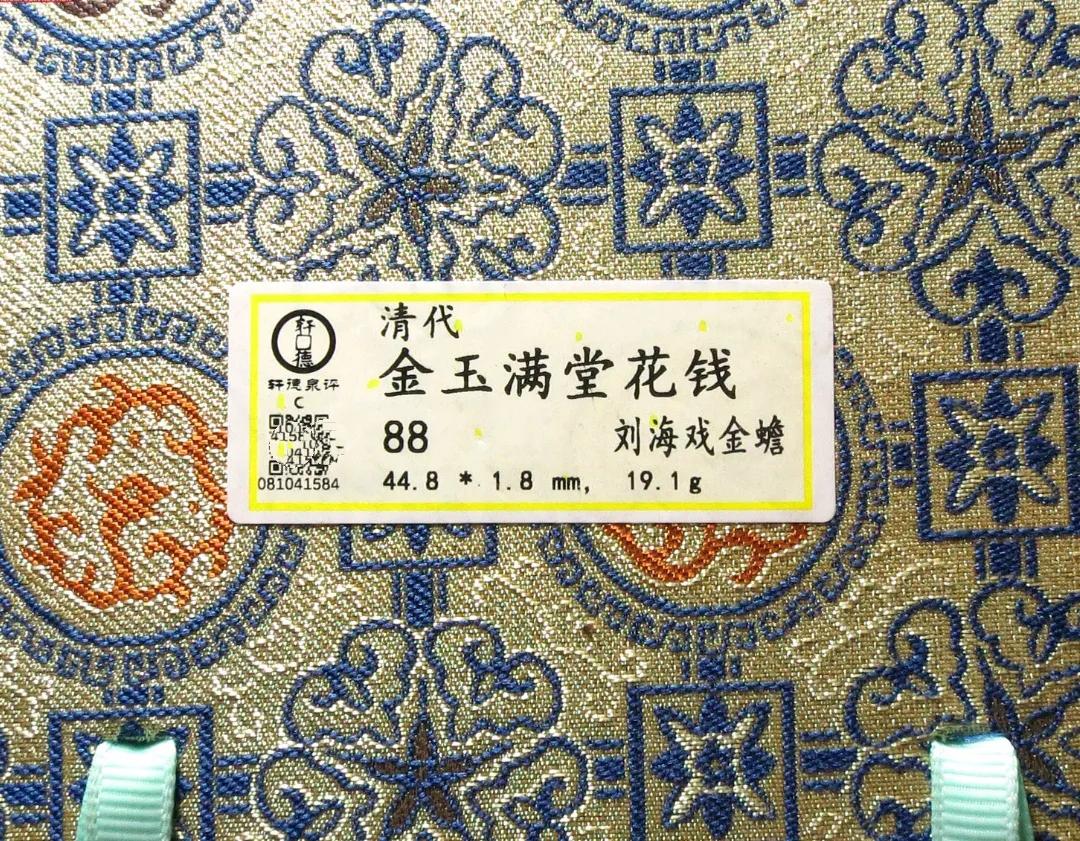 轩德
轩德泉评
C
081041584
清代
金玉满堂花钱
88 刘海戏金蟾
44.8 * 1.8 mm, 19.1g